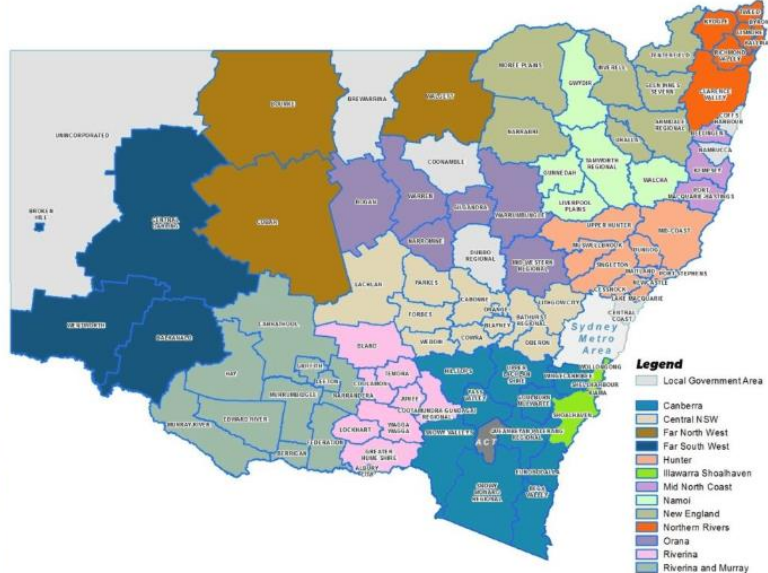 KYOGLE
TWEED
BYRON
LISMORE
BALLINA
RICHMOND
VALLEY
TENTERFIELD
MOREE PLAINS
INVERELL
GWYDIR
GLEN INNES
SEVERN
CLARENCE
VALLEY
BOURKE
BREWARRINA
WALGETT
COFFS
HARBOUR
UNINCORPORATED
NARRABRI
ARMIDALE
REGIONAL
BELLINGEN
URALLA
NAMBUCCA
COONAMBLE
GUNNEDAH
TAMWORTH
REGIONAL
WALCHA
KEMPSEY
PORT
MACQUARIE-HASTINGS
BROKEN
HILL
CENTRAL
DARLING
COBAR
BOGAN
WARREN
GILGANDRA
WARRUMBUNGLE
LIVERPOOL
PLAINS
UPPER HUNTER
MID-COAST
NARROMINE
DUBBO
REGIONAL
MID-WESTERN
REGIONAL
MUSWELLBROOK
DUNGOG
SINGLETON
MAITLAND
PORT STEPHENS
NEWCASTLE
CESSNOCK
LAKE MACQUARIE
CENTRAL
COAST
LACHLAN
PARKES
FORBES
CABONNE
ORANGE
BLAYNEY
BATHURST
REGIONAL
LITHGOW CITY
OBERON
WEDDIN
COWRA
Sydney
Metro
Area
WENTWORTH
BALRANALD
CARRATHOOL
BLAND
HAY
GRIFFITH
LEETON
MURRUMBIDGEE
NARRANDERA
TEMORA
COOLAMON
JUNEE
COOTAMUNDRA-GUNDAGAI
REGIONAL
HILLTOPS
UPPER
LACHLAN
SHIRE
WINGECARRIBEE
WOLLONGONG
SHELLHARBOUR
KIAMA
YASS
VALLEY
GOULBURN
MULWAREE
SHOALHAVEN
MURRAY RIVER
EDWARD RIVER
BERRIGAN
FEDERATION
LOCKHART
WAGGA
WAGGA
GREATER
HUME SHIRE
ALBURY
CITY
SNOWY VALLEYS
ACT
QUEANBEYAN-PALERANG
REGIONAL
EUROBODALLA
SNOWY
MONARO
REGIONAL
BEGA
VALLEY
Legend
Local Government Area
Canberra
Central NSW
Far North West
Far South West
Hunter
Illawarra Shoalhaven
Mid North Coast
Namoi
New England
Northern Rivers
Orana
Riverina
Riverina and Murray